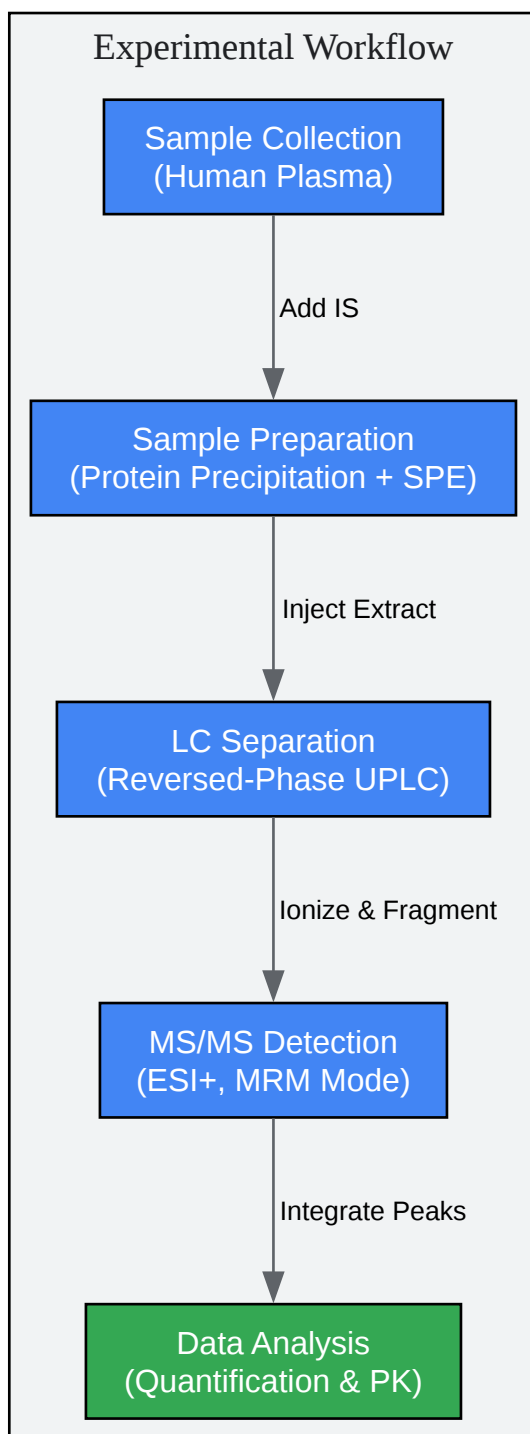 Experimental Workflow
Sample Collection
(Human Plasma)
Add IS
Sample Preparation
(Protein Precipitation + SPE)
Inject Extract
LC Separation
(Reversed-Phase UPLC)
Ionize & Fragment
MS/MS Detection
(ESI+, MRM Mode)
Integrate Peaks
Data Analysis
(Quantification & PK)